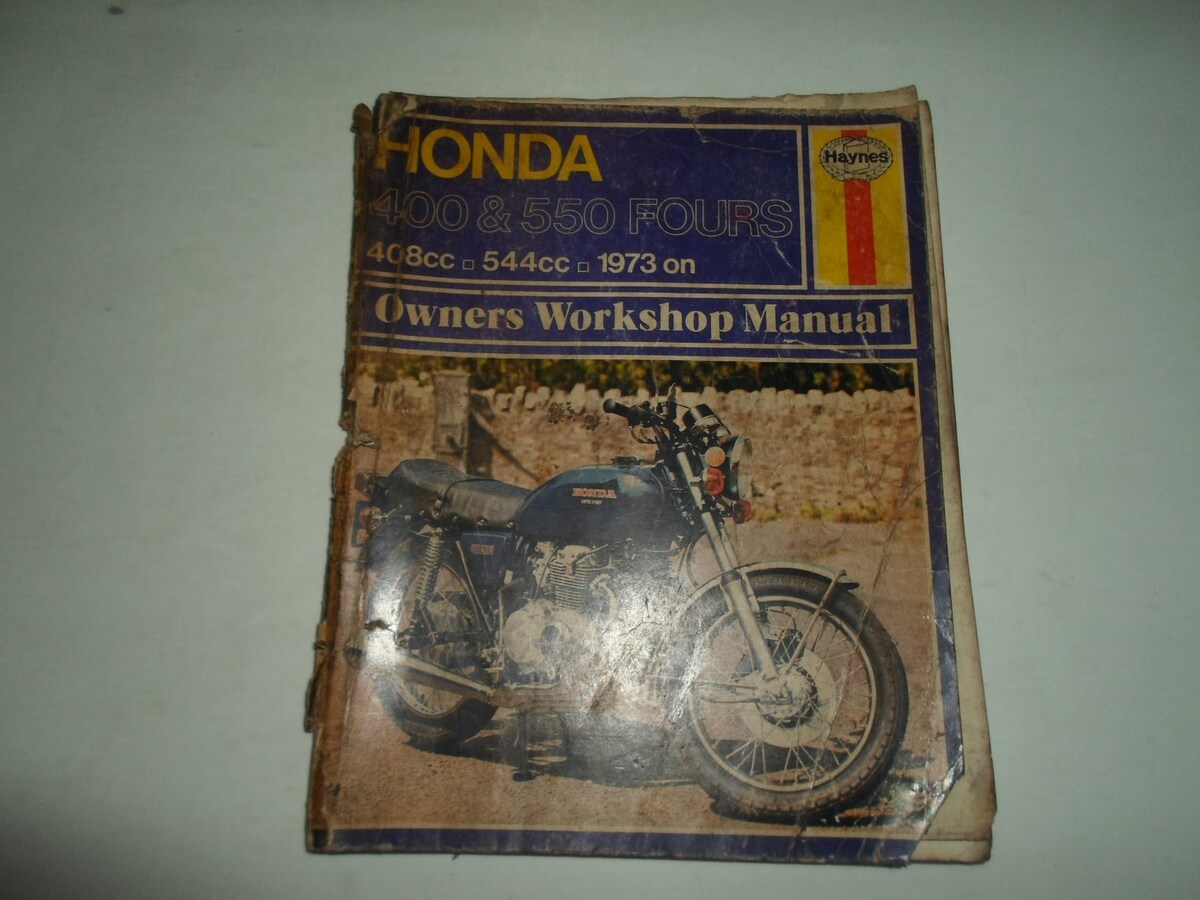 HONDA
400 & 550 FOURS
408cc □ 544cc □ 1973 on
Haynes
Owners Workshop Manual
HONDA